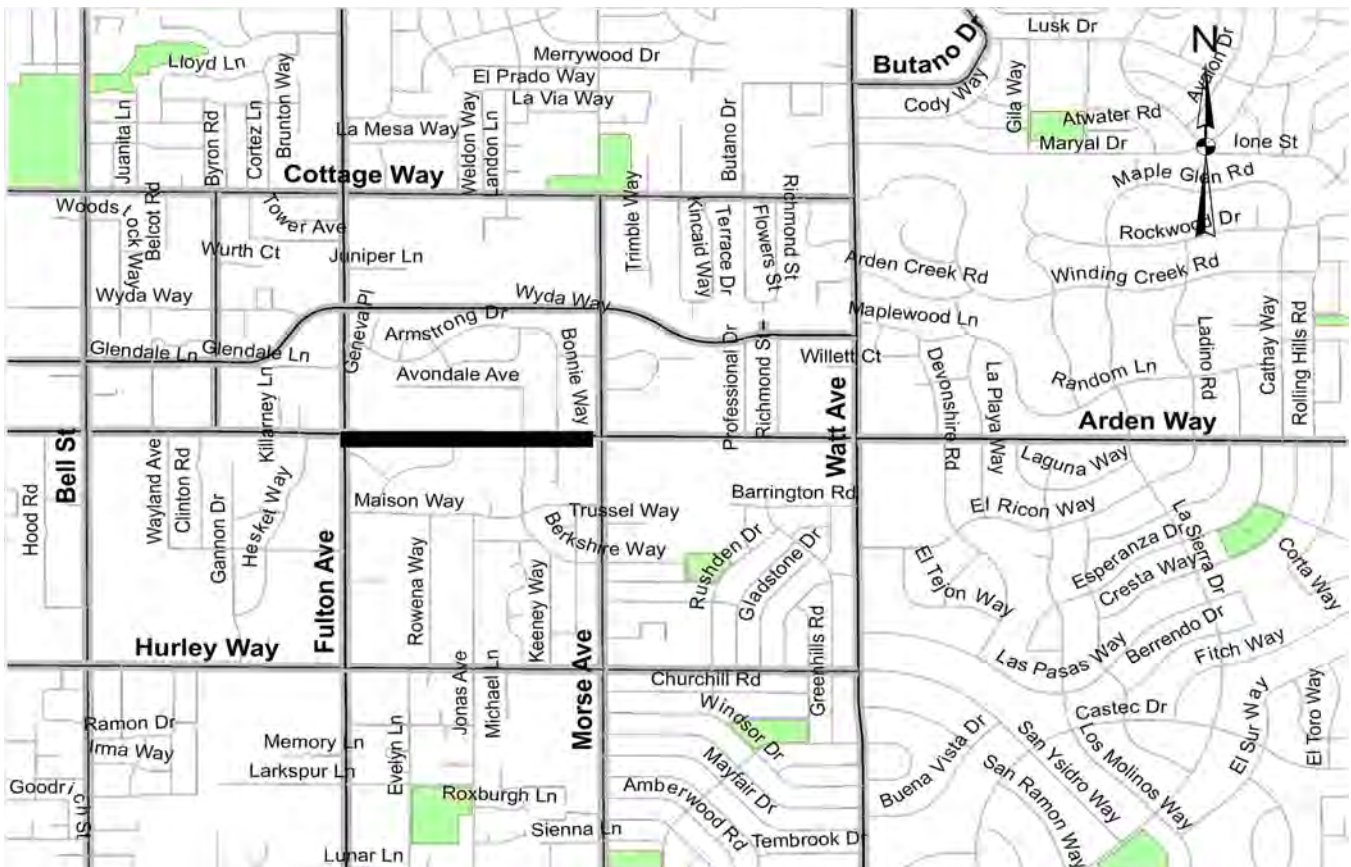 Lusk Dr
N
Avalon Dr
Butano Dr
Merrywood Dr
Lloyd Ln
Brunton Way
El Prado Way
La Via Way
Cody Way
Gila Way
Atwater Rd
Maryal Dr
Ione St
Juanita Ln
Byron Rd
Cortez Ln
La Mesa Way
Weldon Way
Landon Ln
Butano Dr
Cottage Way
Maple Glen Rd
Woodstock Way
Belcot Rd
Tower Ave
Wurth Ct
Juniper Ln
Trimble Way
Kincaid Way
Terrace Dr
Flowers St
Richmond St
Rockwood Dr
Arden Creek Rd
Winding Creek Rd
Wyda Way
Wyda Way
Maplewood Ln
Geneva Pl
Armstrong Dr
Bonnie Way
Glendale Ln
Glendale Ln
Avondale Ave
Professional Dr
Richmond St
Willett Ct
Devonshire Rd
La Playa Way
Random Ln
Ladino Rd
Cathay Way
Rolling Hills Rd
Killarney Ln
Watt Ave
Arden Way
Hood Rd
Bell St
Wayland Ave
Clinton Rd
Gannon Dr
Hesket Way
Fulton Ave
Maison Way
Trussel Way
Berkshire Way
Barrington Rd
Laguna Way
El Ricon Way
La Sierra Dr
Rowena Way
Keeney Way
Rushden Dr
Gladstone Dr
El Tejon Way
Esperanza Dr
Cresta Way
Corta Way
Hurley Way
Morse Ave
Greenhills Rd
Las Pasas Way
Berrendo Dr
Fitch Way
Jonas Ave
Michael Ln
Churchill Rd
Windsor Dr
Ramon Dr
Irma Way
Memory Ln
Larkspur Ln
Evelyn Ln
Mayfair Dr
Buena Vista Dr
Castec Dr
San Ysidro Way
Los Molinos Way
El Sur Way
El Toro Way
Goodrich St
Roxburgh Ln
Amberwood Rd
San Ramon Way
Sienna Ln
Tembrook Dr
Lunar Ln